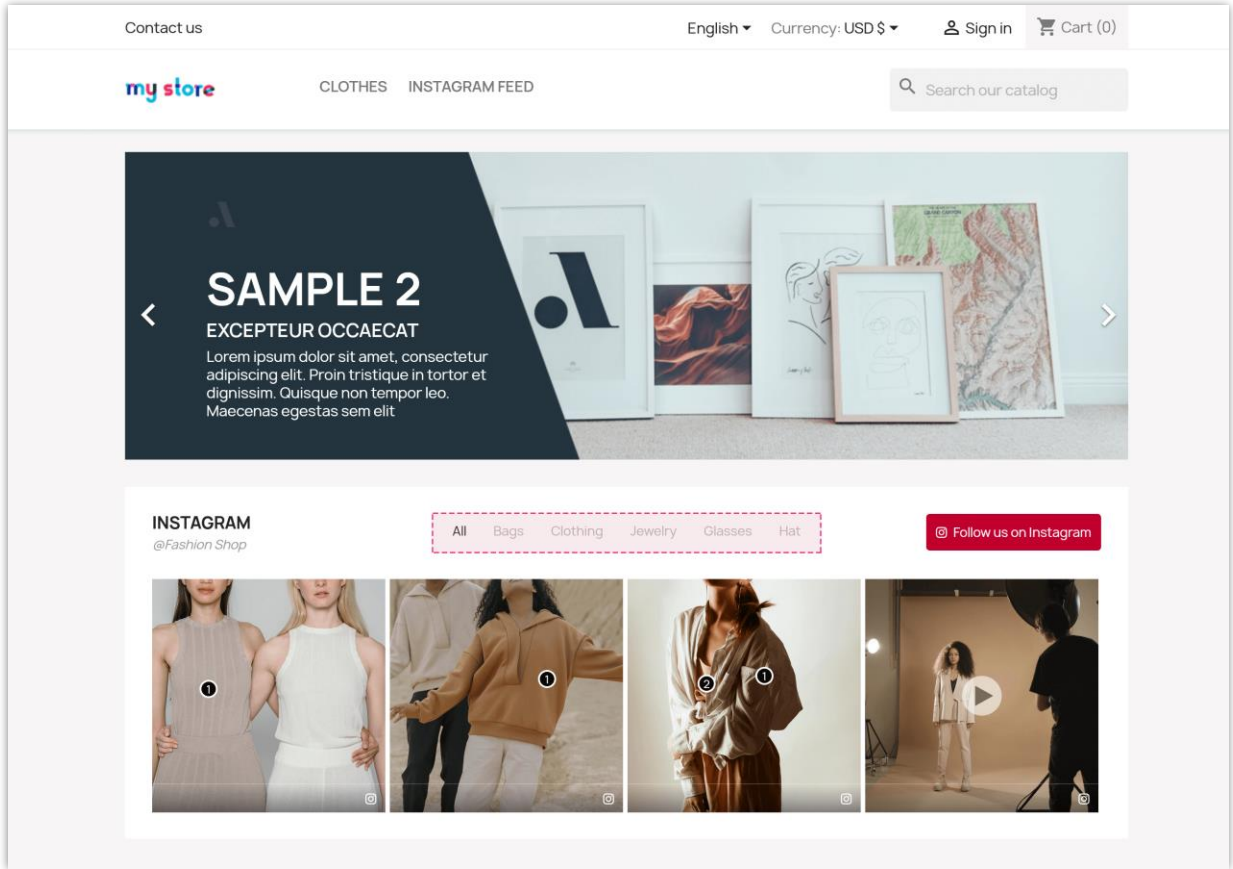 Contact us
English
Currency: USD $
Sign in
Cart (0)
my store
CLOTHES
INSTAGRAM FEED
Search our catalog
SAMPLE 2
EXCEPTEUR OCCAECAT
Lorem ipsum dolor sit amet, consectetur
adipiscing elit. Proin tristique in tortor et
dignissim. Quisque non tempor leo.
Maecenas egestas sem elit
GRAND CANYON
INSTAGRAM
@Fashion Shop
All
Bags
Clothing
Jewelry
Glasses
Hat
Follow us on Instagram
1
1
2
1